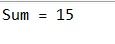 Sum = 15